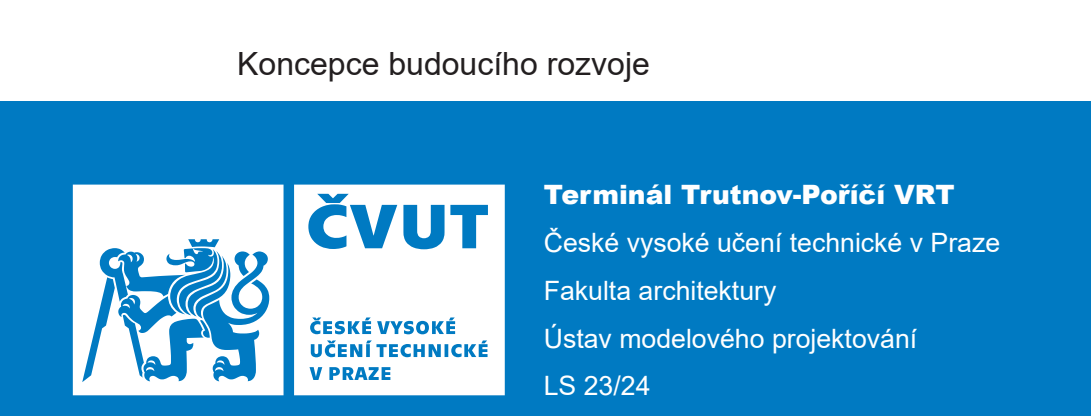 Koncepce budoucího rozvoje
ČVUT
ČESKÉ VYSOKÉ
UČENÍ TECHNICKÉ
V PRAZE
Terminál Trutnov-Poříčí VRT
České vysoké učení technické v Praze
Fakulta architektury
Ústav modelového projektování
LS 23/24